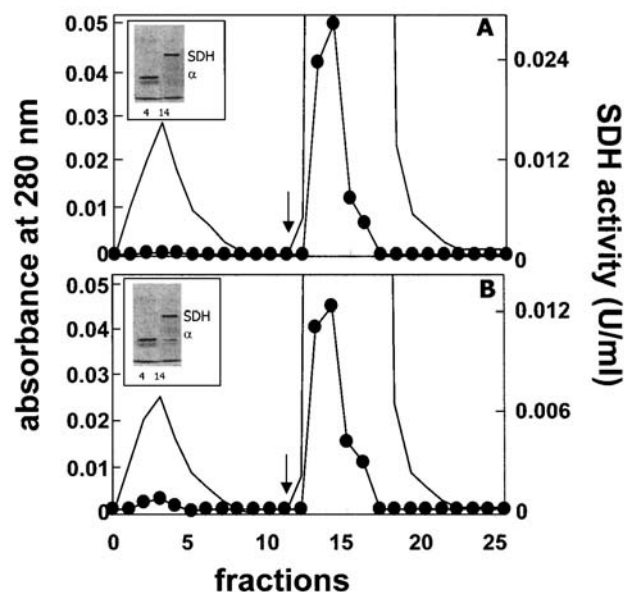 absorbance at 280 nm
SDH activity (U/ml)
A
SDH
α
4 14
0.05
0.04
0.03
0.02
0.01
0
0.024
0.012
0
B
SDH
α
4 14
0.05
0.04
0.03
0.02
0.01
0
0.012
0.006
0
0 5 10 15 20 25
fractions